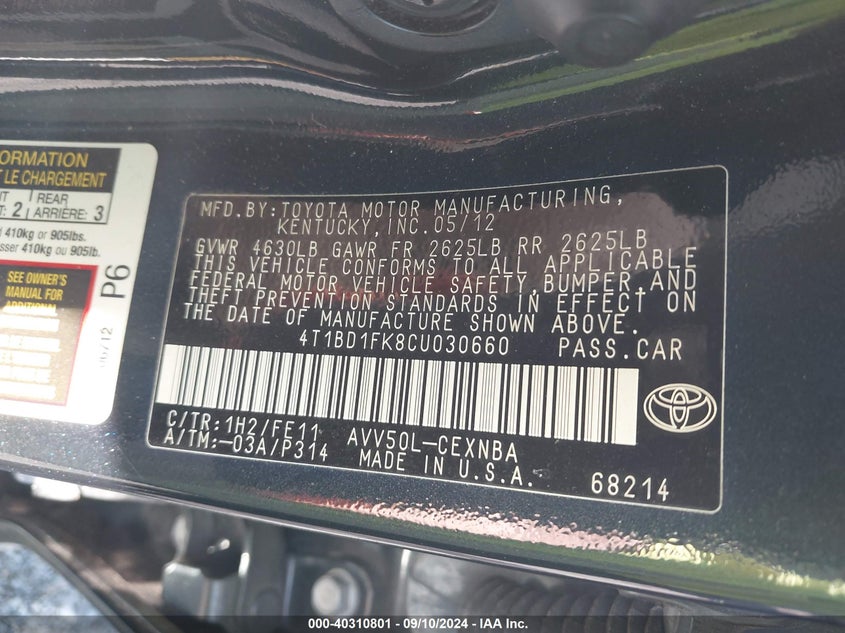 ORMATION
T LE CHARGEMENT
REAR
: 2 ARRIÈRE: 3
ed 410kg or 905lbs.
sser 410kg ou 905lb.
SEE OWNER'S
MANUAL FOR
ADDITIONAL
P6
MFD.BY:TOYOTA MOTOR MANUFACTURING,
KENTUCKY,INC.05/12
GVWR 4630LB GAWR FR 2625LB RR 2625LB
THIS VEHICLE CONFORMS TO ALL APPLICABLE
FEDERAL MOTOR VEHICLE SAFETY,BUMPER,AND
THEFT PREVENTION STANDARDS IN EFFECT ON
THE DATE OF MANUFACTURE SHOWN ABOVE.
4T1BD1FK8CU030660 PASS.CAR
C/TR:1H2/FE11 AVV50L-CEXNBA
A/TM:-03A/P314 MADE IN U.S.A.
68214
000-40310801 - 09/10/2024 - IAA Inc.